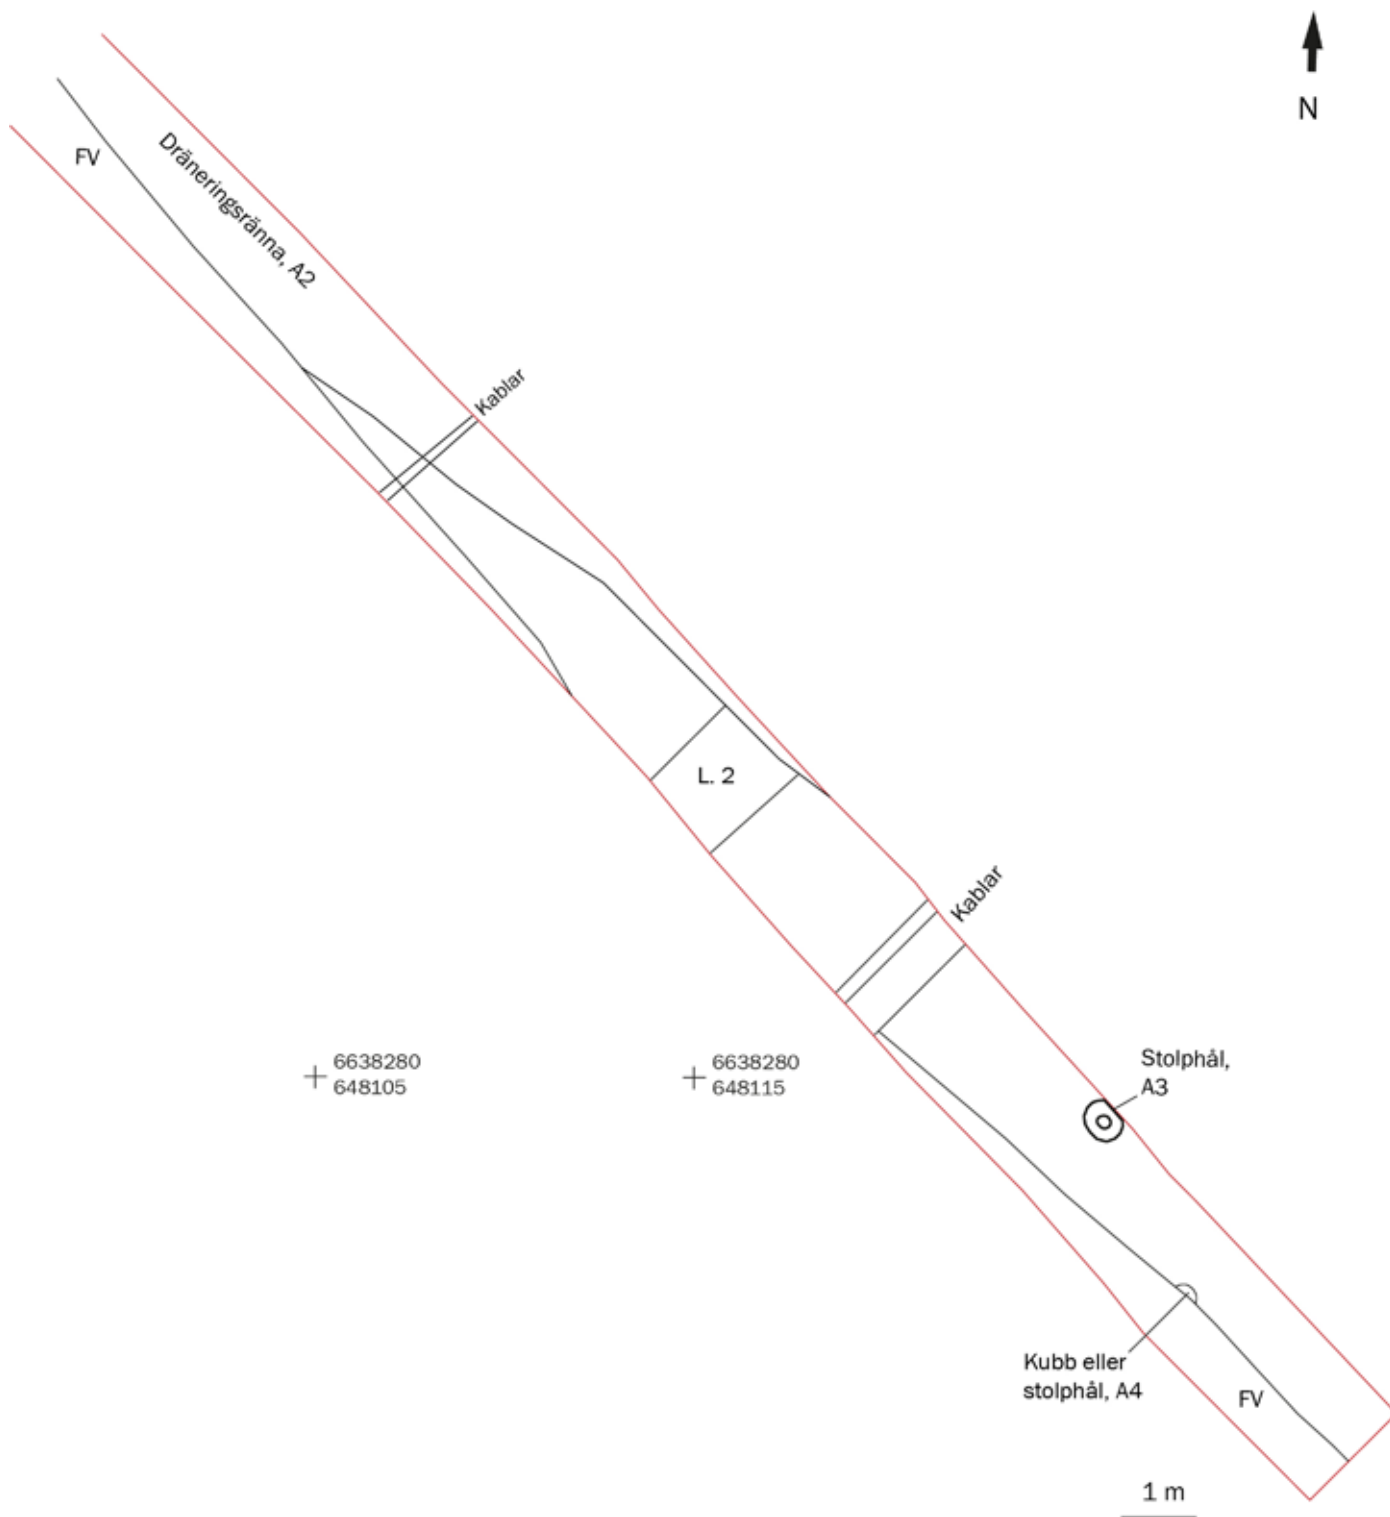 N
FV
Dräneringsränna, A2
Kablar
L. 2
Kablar
6638280
648105
6638280
648115
Stolphål,
A3
Kubb eller
stolphål, A4
FV
1 m